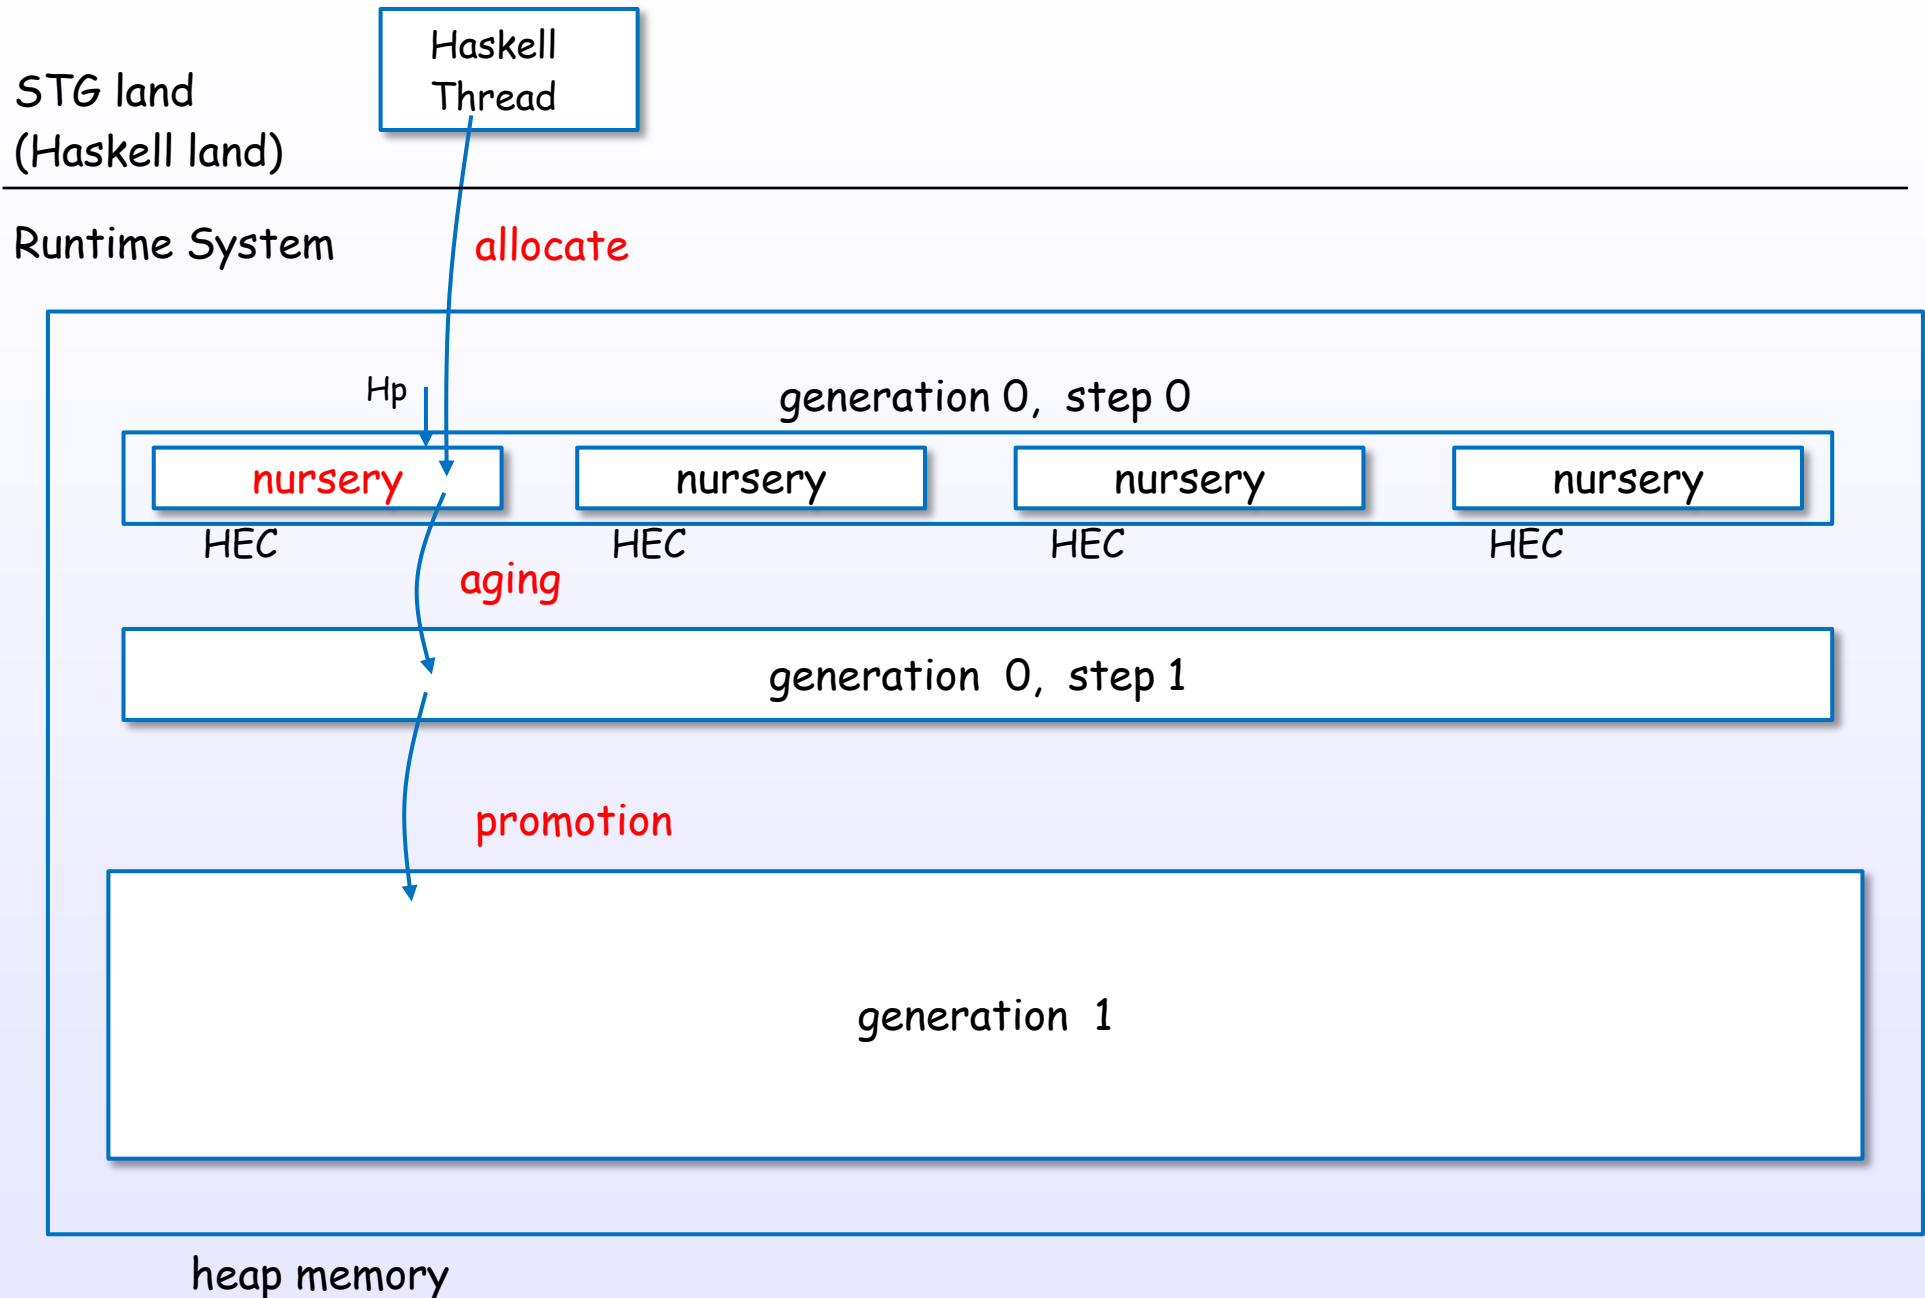 Haskell
Thread
STG land
(Haskell land)
Runtime System
allocate
Hp
generation 0, step 0
nursery
nursery
nursery
nursery
HEC
HEC
HEC
HEC
aging
generation 0, step 1
promotion
generation 1
heap memory